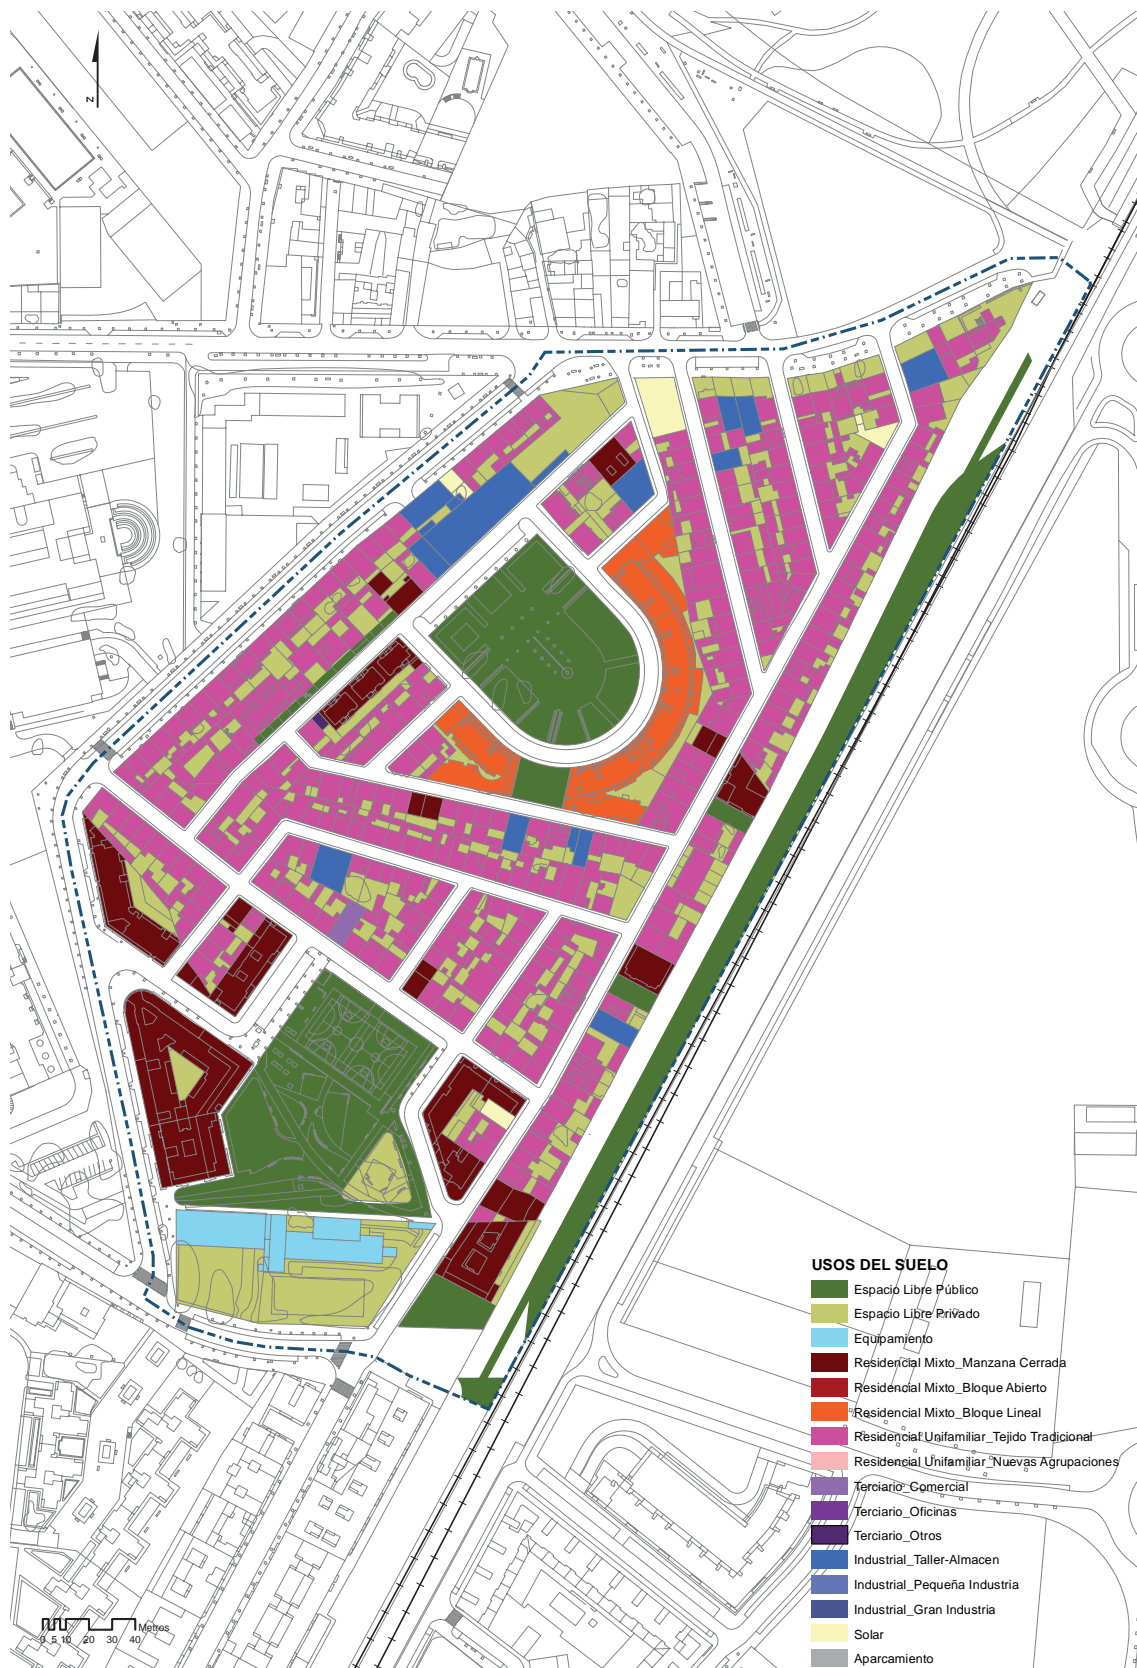 N
USOS DEL SUELO
Espacio Libre Público
Espacio Libre Privado
Equipamiento
Residencial Mixto_Manzana Cerrada
Residencial Mixto_Bloque Abierto
Residencial Mixto_Bloque Lineal
Residencial Unifamiliar_Tejido Tradicional
Residencial Unifamiliar_Nuevas Agrupaciones
Terciario_Comercial
Terciario_Oficinas
Terciario_Otros
Industrial_Taller-Almacen
Industrial_Pequeña Industria
Industrial_Gran Industria
Solar
Aparcamiento
Metros
0 5 10 20 30 40